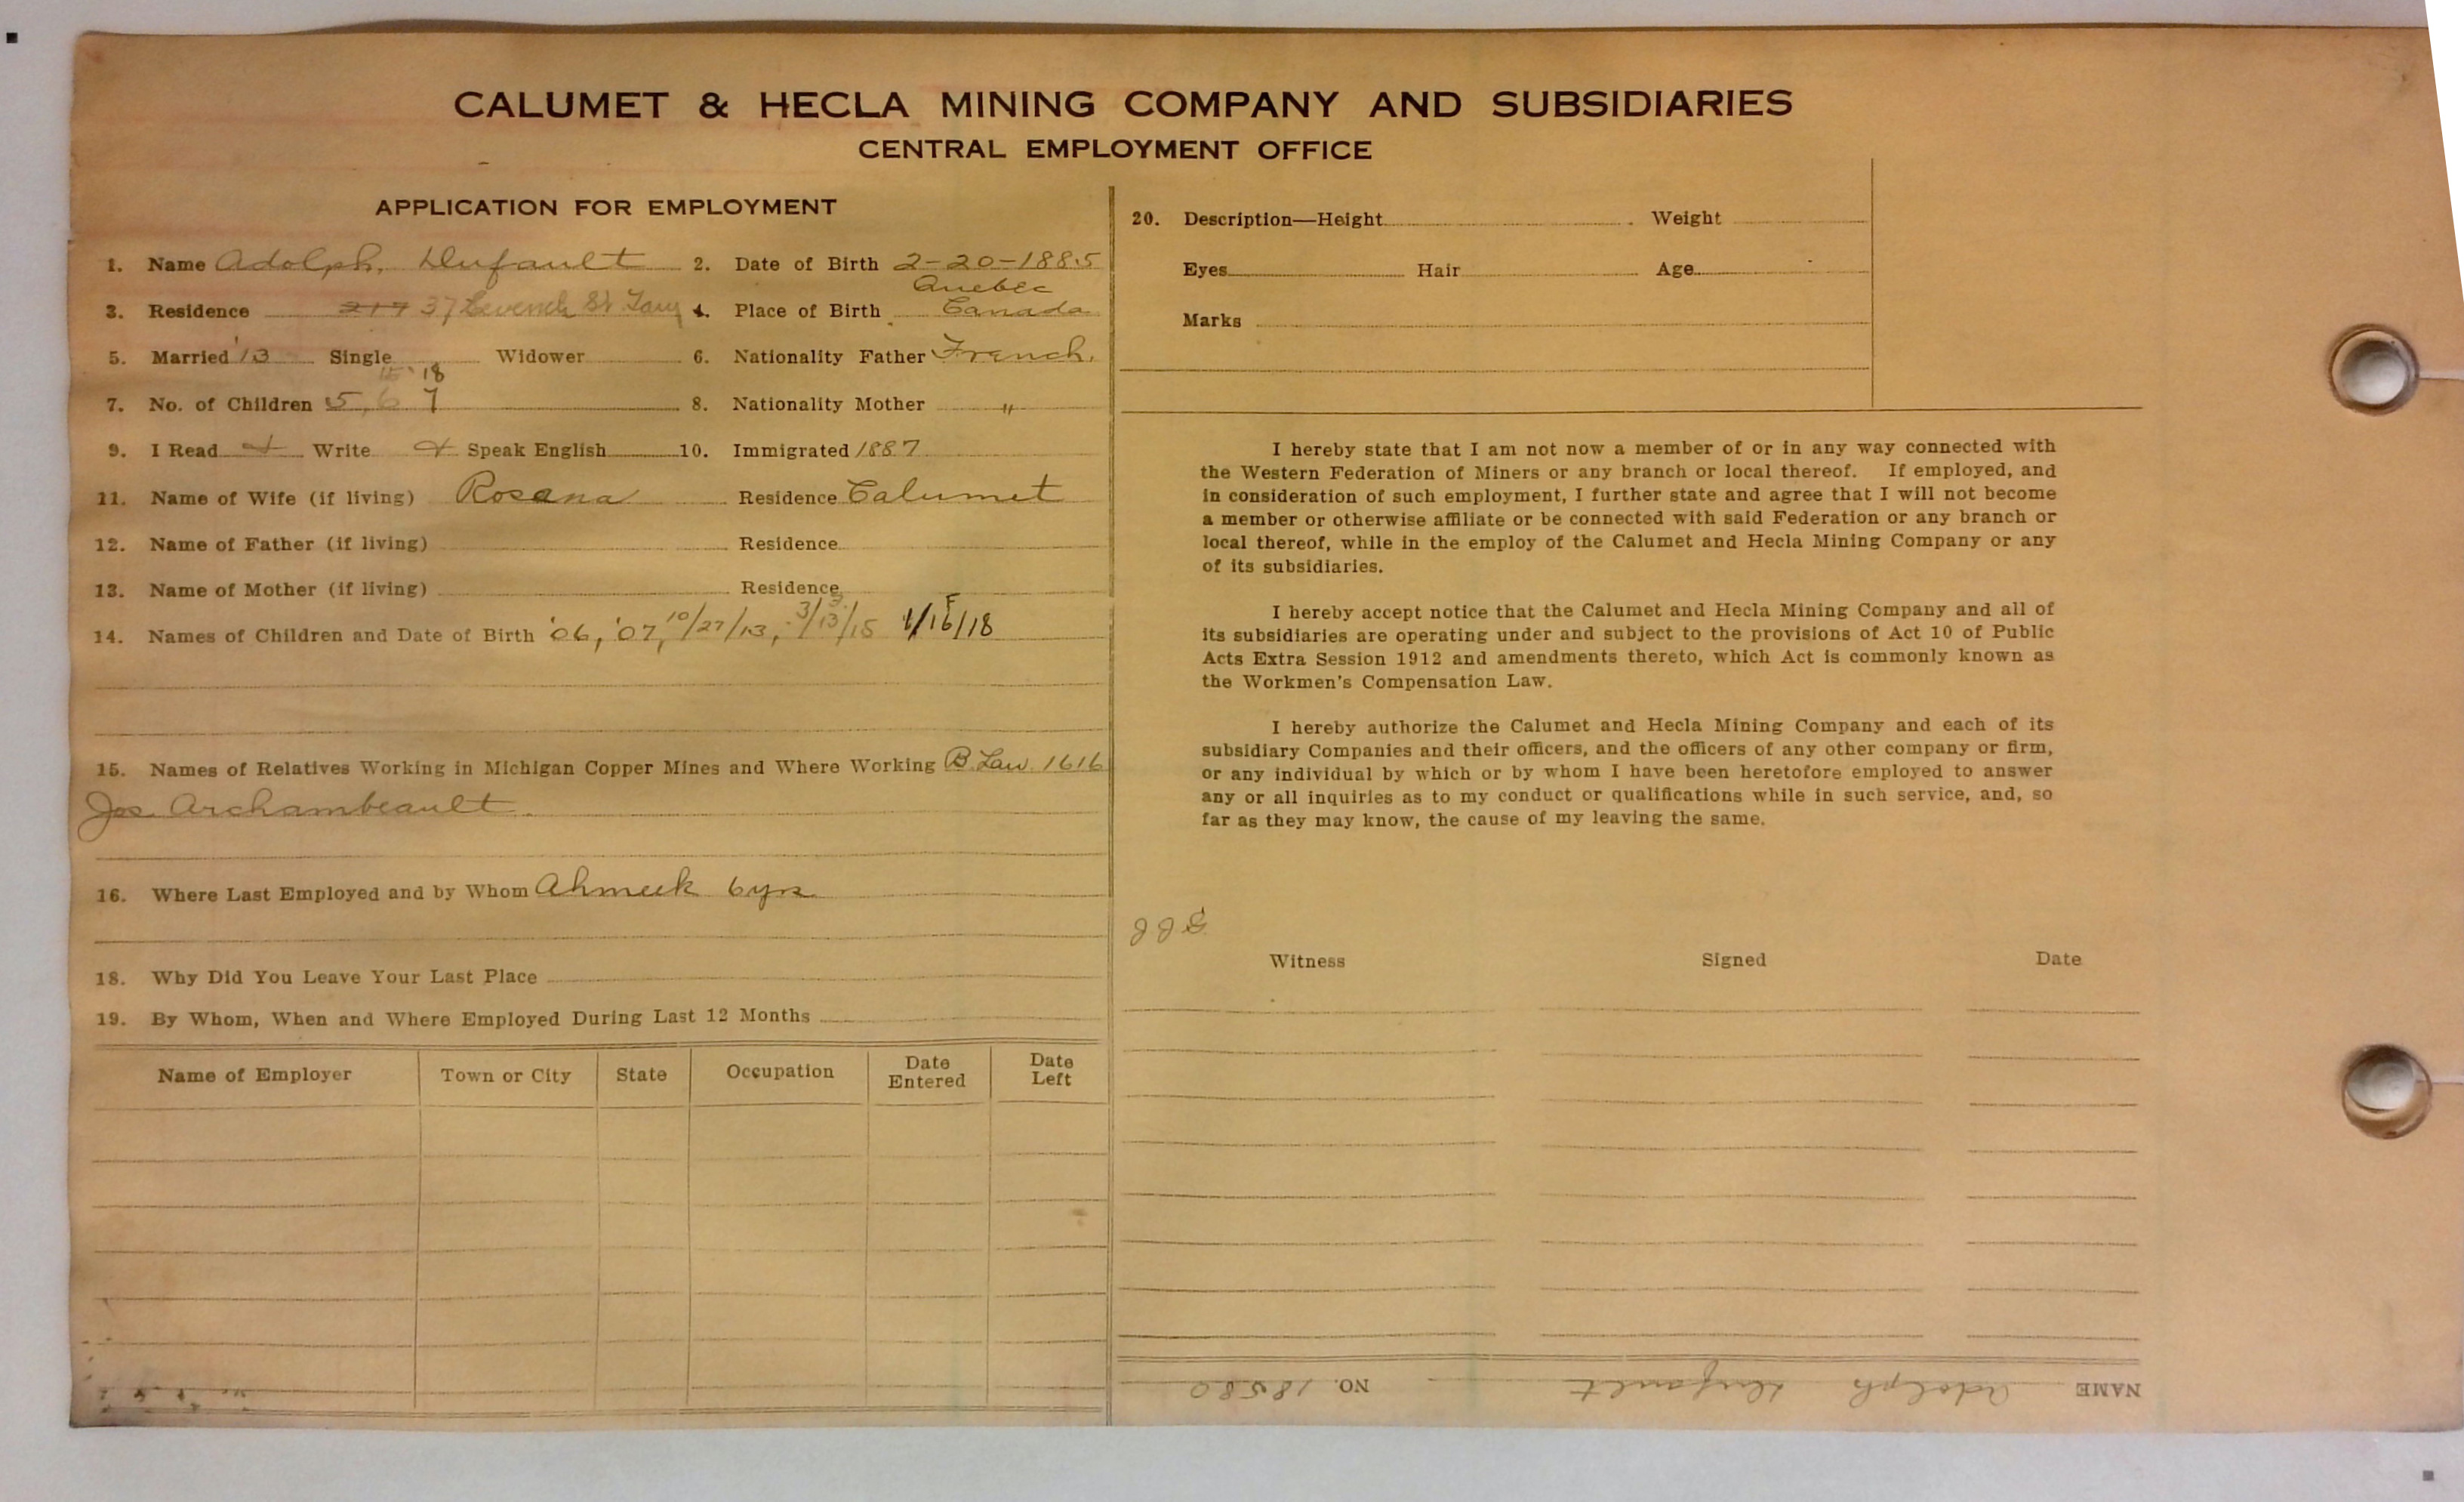 CALUMET & HECLA MINING COMPANY AND SUBSIDIARIES
CENTRAL EMPLOYMENT OFFICE
APPLICATION FOR EMPLOYMENT
1. Name Adolph Dufault 2. Date of Birth 2-20-1885
3. Residence 217 37 Seventh St. 4. Place of Birth Quebec Canada
5. Married '13 Single Widower 6. Nationality Father French.
15 '18
7. No. of Children 5, 6 7 8. Nationality Mother "
9. I Read Write Speak English 10. Immigrated 1887
11. Name of Wife (if living) Rosana Residence Calumet
12. Name of Father (if living) Residence
13. Name of Mother (if living) Residence
14. Names of Children and Date of Birth '06, '07, 10/27/13, 3/13/15 F 1/16/18
15. Names of Relatives Working in Michigan Copper Mines and Where Working B. Law. 1616
Jos Archambeault
16. Where Last Employed and by Whom Ahmeek 6 yrs
18. Why Did You Leave Your Last Place
19. By Whom, When and Where Employed During Last 12 Months
Name of Employer Town or City State Occupation Date Entered Date Left
20. Description—Height Weight
Eyes Hair Age
Marks
I hereby state that I am not now a member of or in any way connected with
the Western Federation of Miners or any branch or local thereof. If employed, and
in consideration of such employment, I further state and agree that I will not become
a member or otherwise affiliate or be connected with said Federation or any branch or
local thereof, while in the employ of the Calumet and Hecla Mining Company or any
of its subsidiaries.
I hereby accept notice that the Calumet and Hecla Mining Company and all of
its subsidiaries are operating under and subject to the provisions of Act 10 of Public
Acts Extra Session 1912 and amendments thereto, which Act is commonly known as
the Workmen's Compensation Law.
I hereby authorize the Calumet and Hecla Mining Company and each of its
subsidiary Companies and their officers, and the officers of any other company or firm,
or any individual by which or by whom I have been heretofore employed to answer
any or all inquiries as to my conduct or qualifications while in such service, and, so
far as they may know, the cause of my leaving the same.
JJG
Witness Signed Date
NAME Adolph Dufault NO. 18580